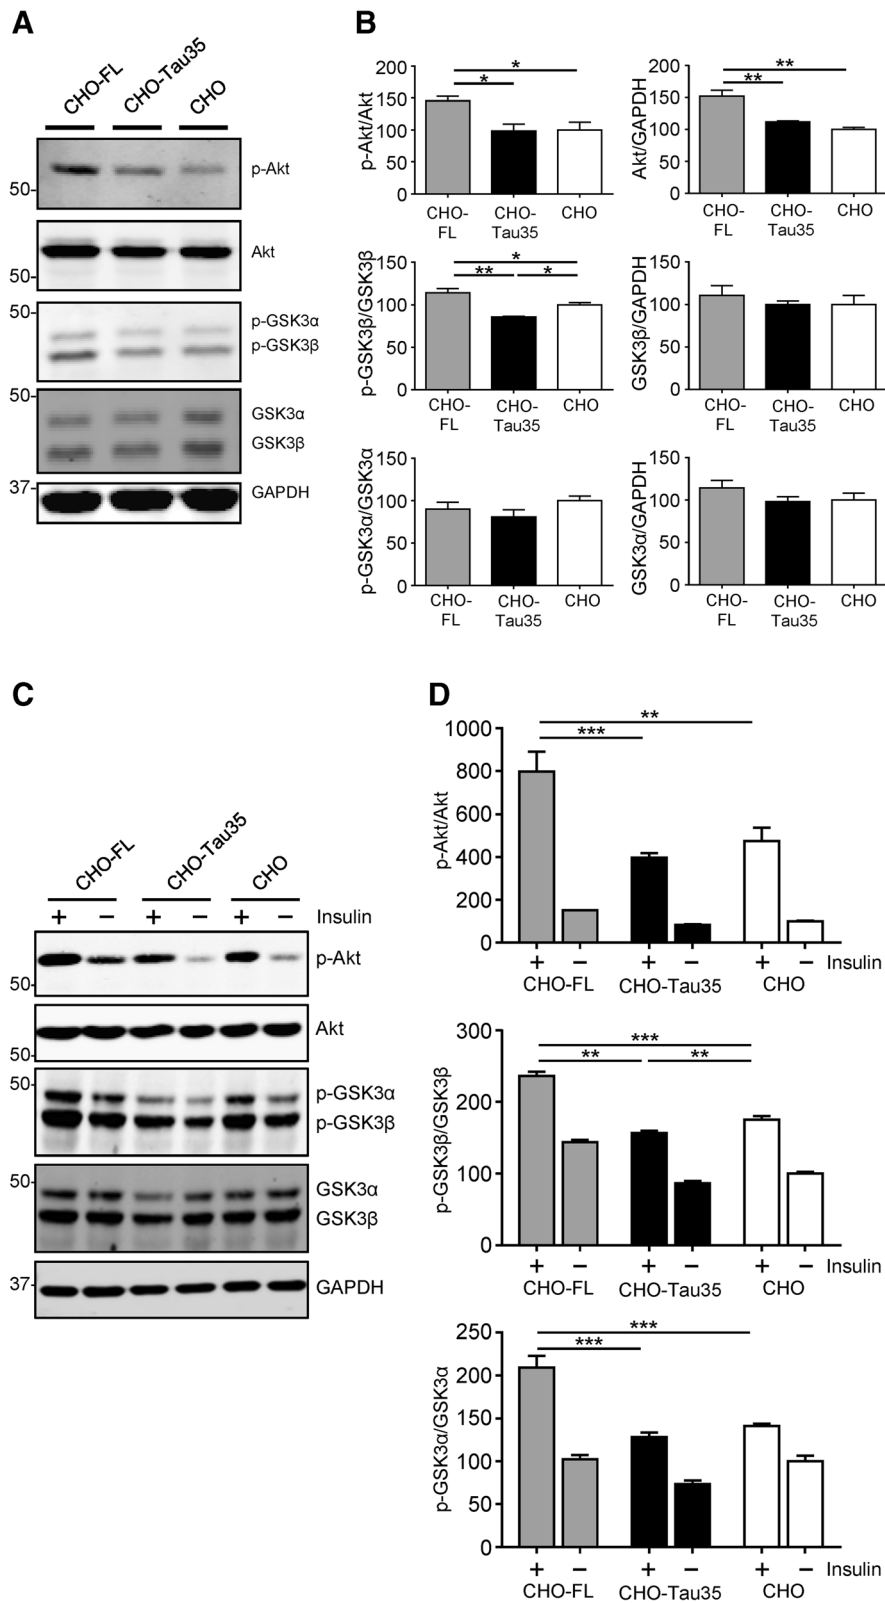 A
CHO-FL
CHO-Tau35
CHO
p-Akt
50
Akt
50
50
p-GSK3α
p-GSK3β
50
GSK3α
GSK3β
37
GAPDH
B
p-Akt/Akt
200
150
100
50
0
*
*
CHO-FL
CHO-Tau35
CHO
Akt/GAPDH
200
150
100
50
0
**
**
CHO-FL
CHO-Tau35
CHO
p-GSK3β/GSK3β
150
100
50
0
*
** *
CHO-FL
CHO-Tau35
CHO
GSK3β/GAPDH
150
100
50
0
CHO-FL
CHO-Tau35
CHO
p-GSK3α/GSK3α
150
100
50
0
CHO-FL
CHO-Tau35
CHO
GSK3α/GAPDH
150
100
50
0
CHO-FL
CHO-Tau35
CHO
C
CHO-FL
CHO-Tau35
CHO
+ − + − + − Insulin
p-Akt
50
Akt
50
50
p-GSK3α
p-GSK3β
50
GSK3α
GSK3β
37
GAPDH
D
p-Akt/Akt
1000
800
600
400
200
0
**
***
+ − + − + − Insulin
CHO-FL CHO-Tau35 CHO
p-GSK3β/GSK3β
300
200
100
0
***
** **
+ − + − + − Insulin
CHO-FL CHO-Tau35 CHO
p-GSK3α/GSK3α
250
200
150
100
50
0
***
***
+ − + − + − Insulin
CHO-FL CHO-Tau35 CHO